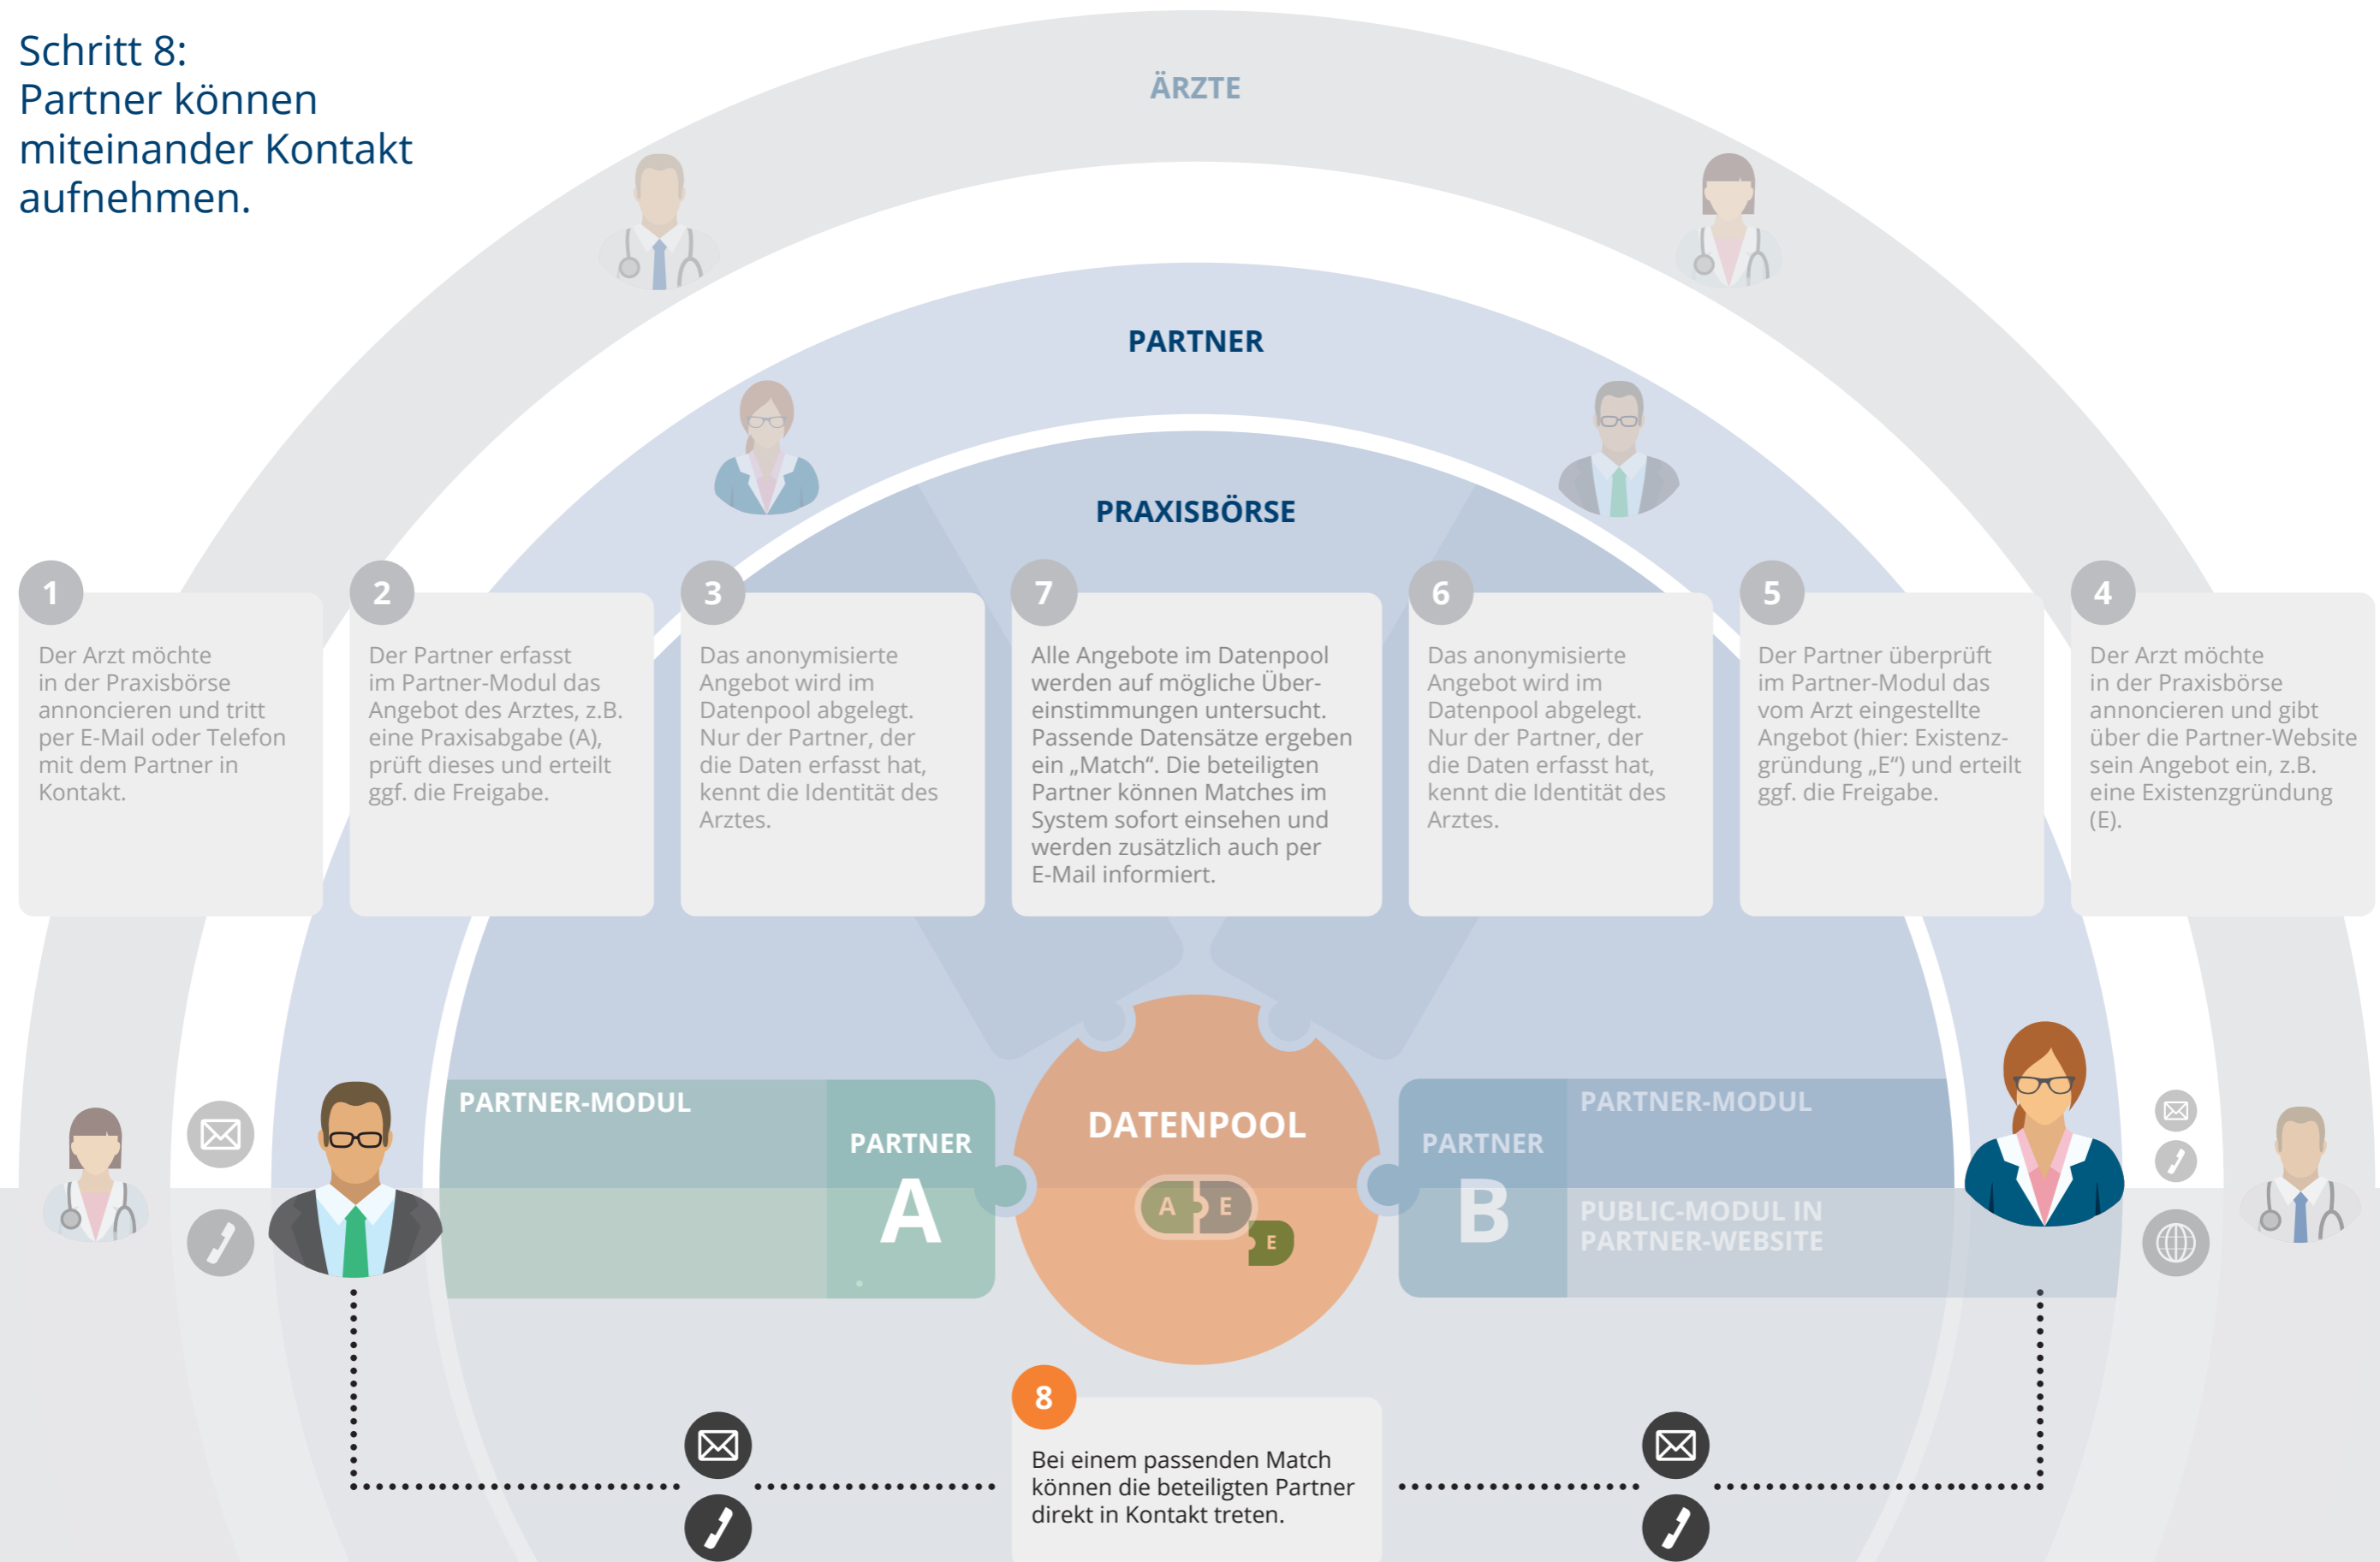 Schritt 8:
Partner können
miteinander Kontakt
aufnehmen.
ÄRZTE
PARTNER
PRAXISBÖRSE
1
Der Arzt möchte
in der Praxisbörse
annoncieren und tritt
per E-Mail oder Telefon
mit dem Partner in
Kontakt.
2
Der Partner erfasst
im Partner-Modul das
Angebot des Arztes, z.B.
eine Praxisabgabe (A),
prüft dieses und erteilt
ggf. die Freigabe.
3
Das anonymisierte
Angebot wird im
Datenpool abgelegt.
Nur der Partner, der
die Daten erfasst hat,
kennt die Identität des
Arztes.
7
Alle Angebote im Datenpool
werden auf mögliche Über-
einstimmungen untersucht.
Passende Datensätze ergeben
ein „Match“. Die beteiligten
Partner können Matches im
System sofort einsehen und
werden zusätzlich auch per
E-Mail informiert.
6
Das anonymisierte
Angebot wird im
Datenpool abgelegt.
Nur der Partner, der
die Daten erfasst hat,
kennt die Identität des
Arztes.
5
Der Partner überprüft
im Partner-Modul das
vom Arzt eingestellte
Angebot (hier: Existenz-
gründung „E“) und erteilt
ggf. die Freigabe.
4
Der Arzt möchte
in der Praxisbörse
annoncieren und gibt
über die Partner-Website
sein Angebot ein, z.B.
eine Existenzgründung
(E).
PARTNER-MODUL
PARTNER
A
DATENPOOL
A E
E
PARTNER
B
PARTNER-MODUL
PUBLIC-MODUL IN
PARTNER-WEBSITE
8
Bei einem passenden Match
können die beteiligten Partner
direkt in Kontakt treten.